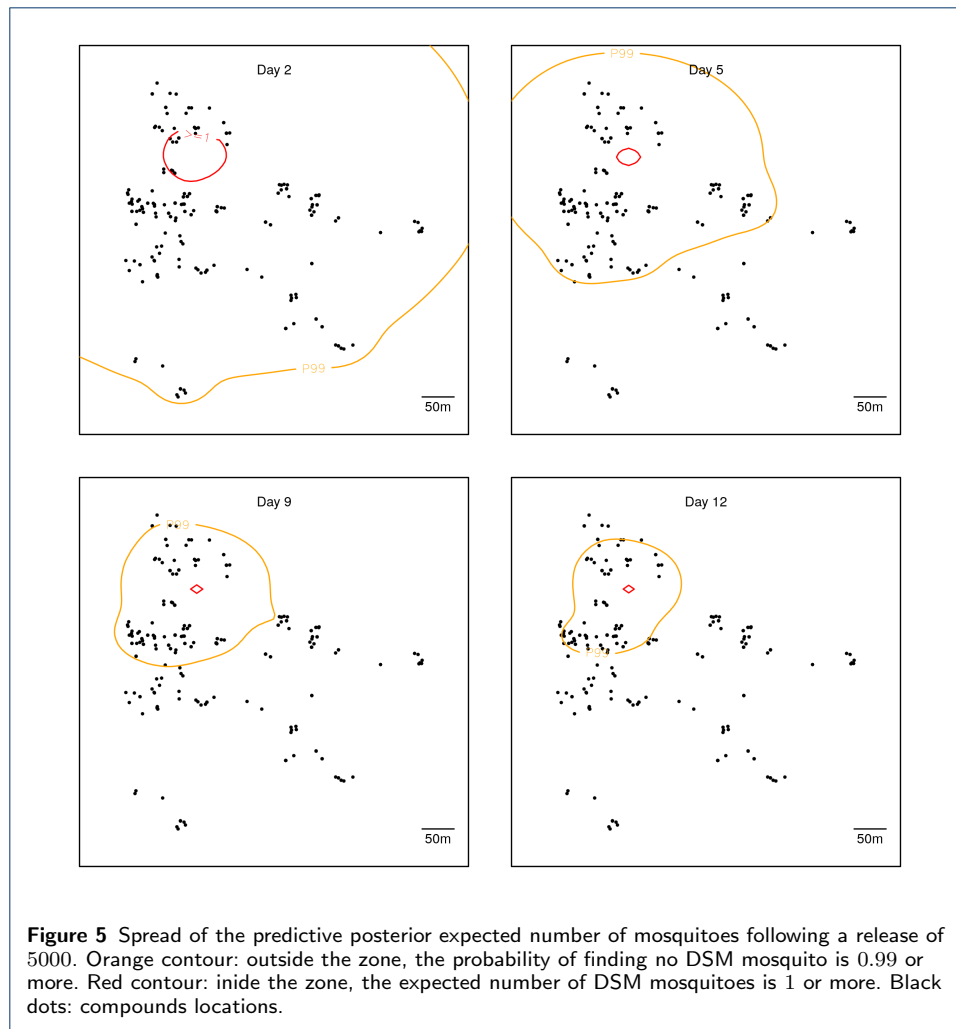 Day 2
>=1
P99
50m
P99
Day 5
50m
Day 9
P99
50m
Day 12
P99
50m
Figure 5 Spread of the predictive posterior expected number of mosquitoes following a release of
5000. Orange contour: outside the zone, the probability of finding no DSM mosquito is 0.99 or
more. Red contour: inide the zone, the expected number of DSM mosquitoes is 1 or more. Black
dots: compounds locations.